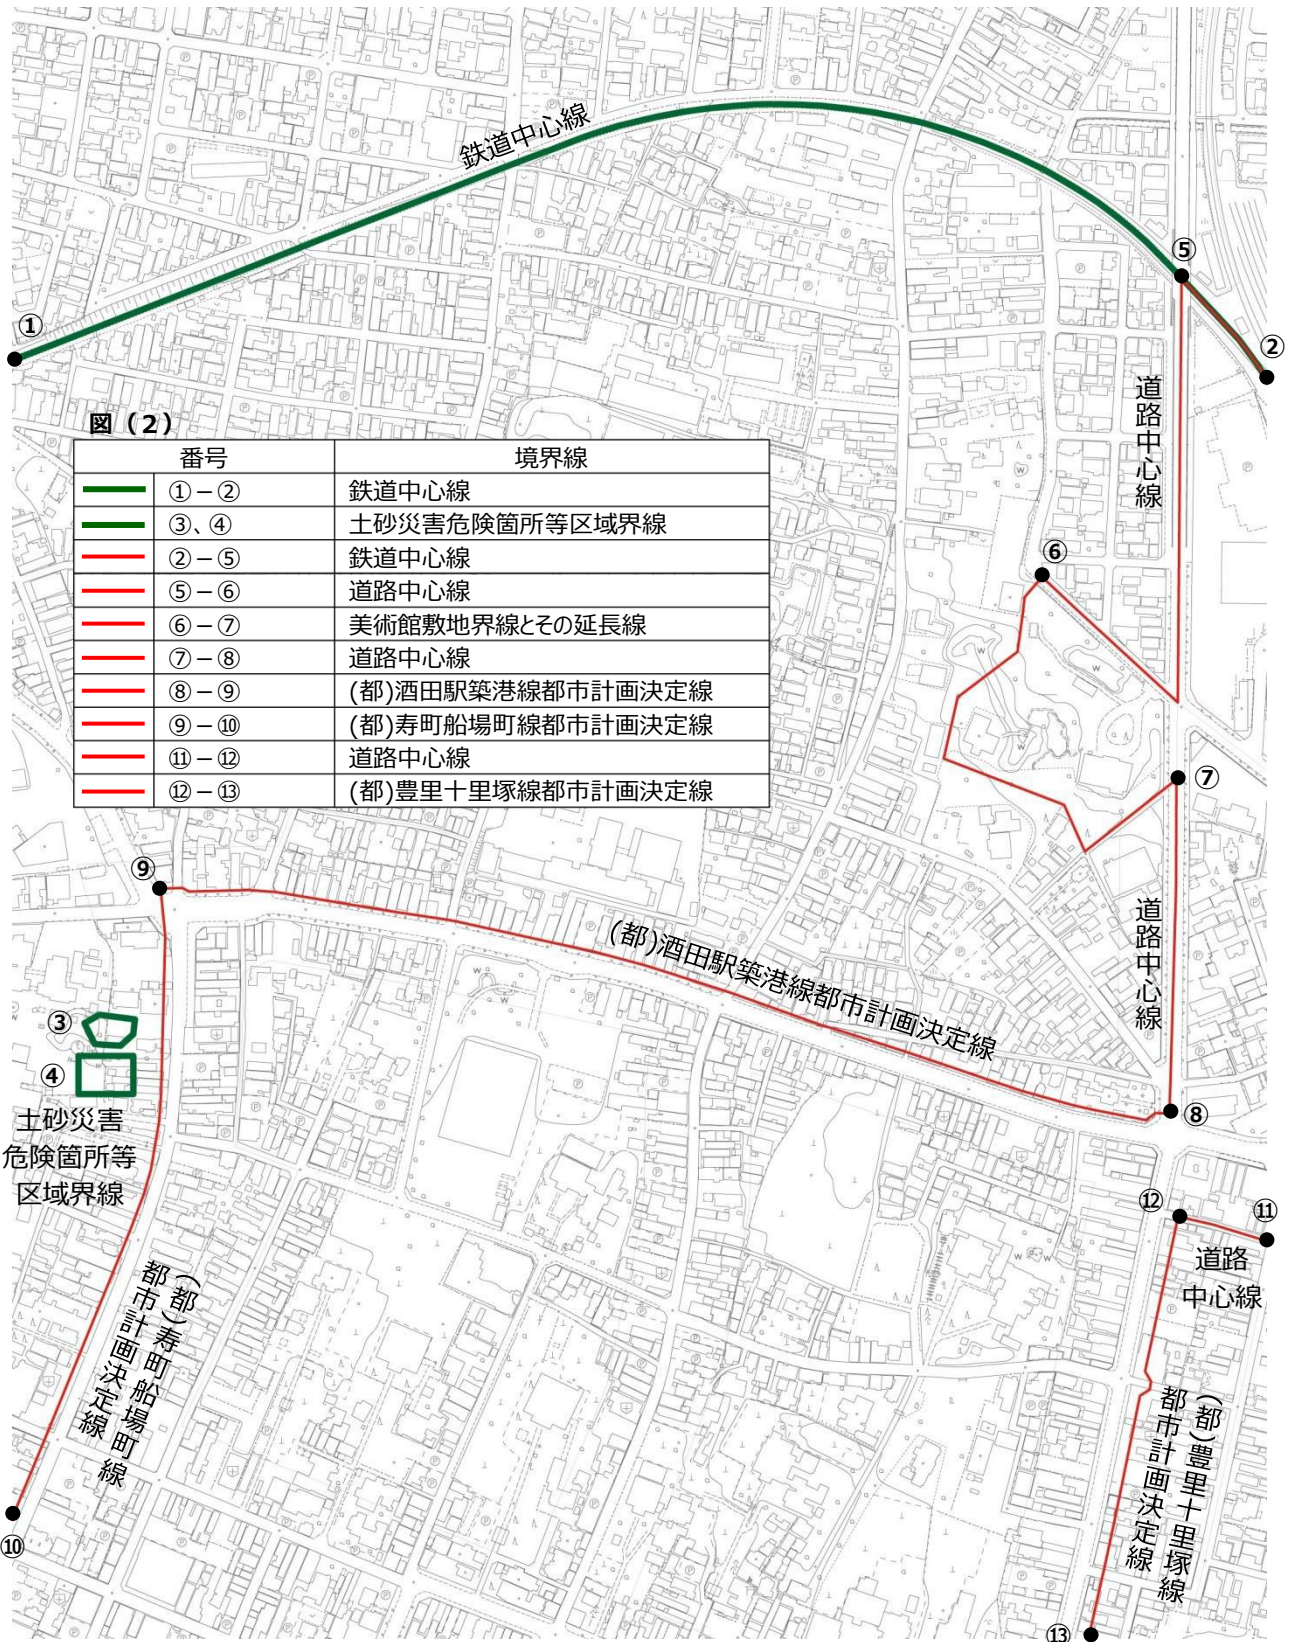 鉄道中心線
⑤
①
②
道路中心線
図（2）
番号 境界線
①－② 鉄道中心線
③、④ 土砂災害危険箇所等区域界線
②－⑤ 鉄道中心線
⑤－⑥ 道路中心線
⑥－⑦ 美術館敷地界線とその延長線
⑦－⑧ 道路中心線
⑧－⑨ (都)酒田駅築港線都市計画決定線
⑨－⑩ (都)寿町船場町線都市計画決定線
⑪－⑫ 道路中心線
⑫－⑬ (都)豊里十里塚線都市計画決定線
⑥
⑦
⑨
道路中心線
(都)酒田駅築港線都市計画決定線
③
④
土砂災害
危険箇所等
区域界線
⑧
⑫
⑪
道路
中心線
(都)寿町船場町線
都市計画決定線
(都)豊里十里塚線
都市計画決定線
⑩
⑬